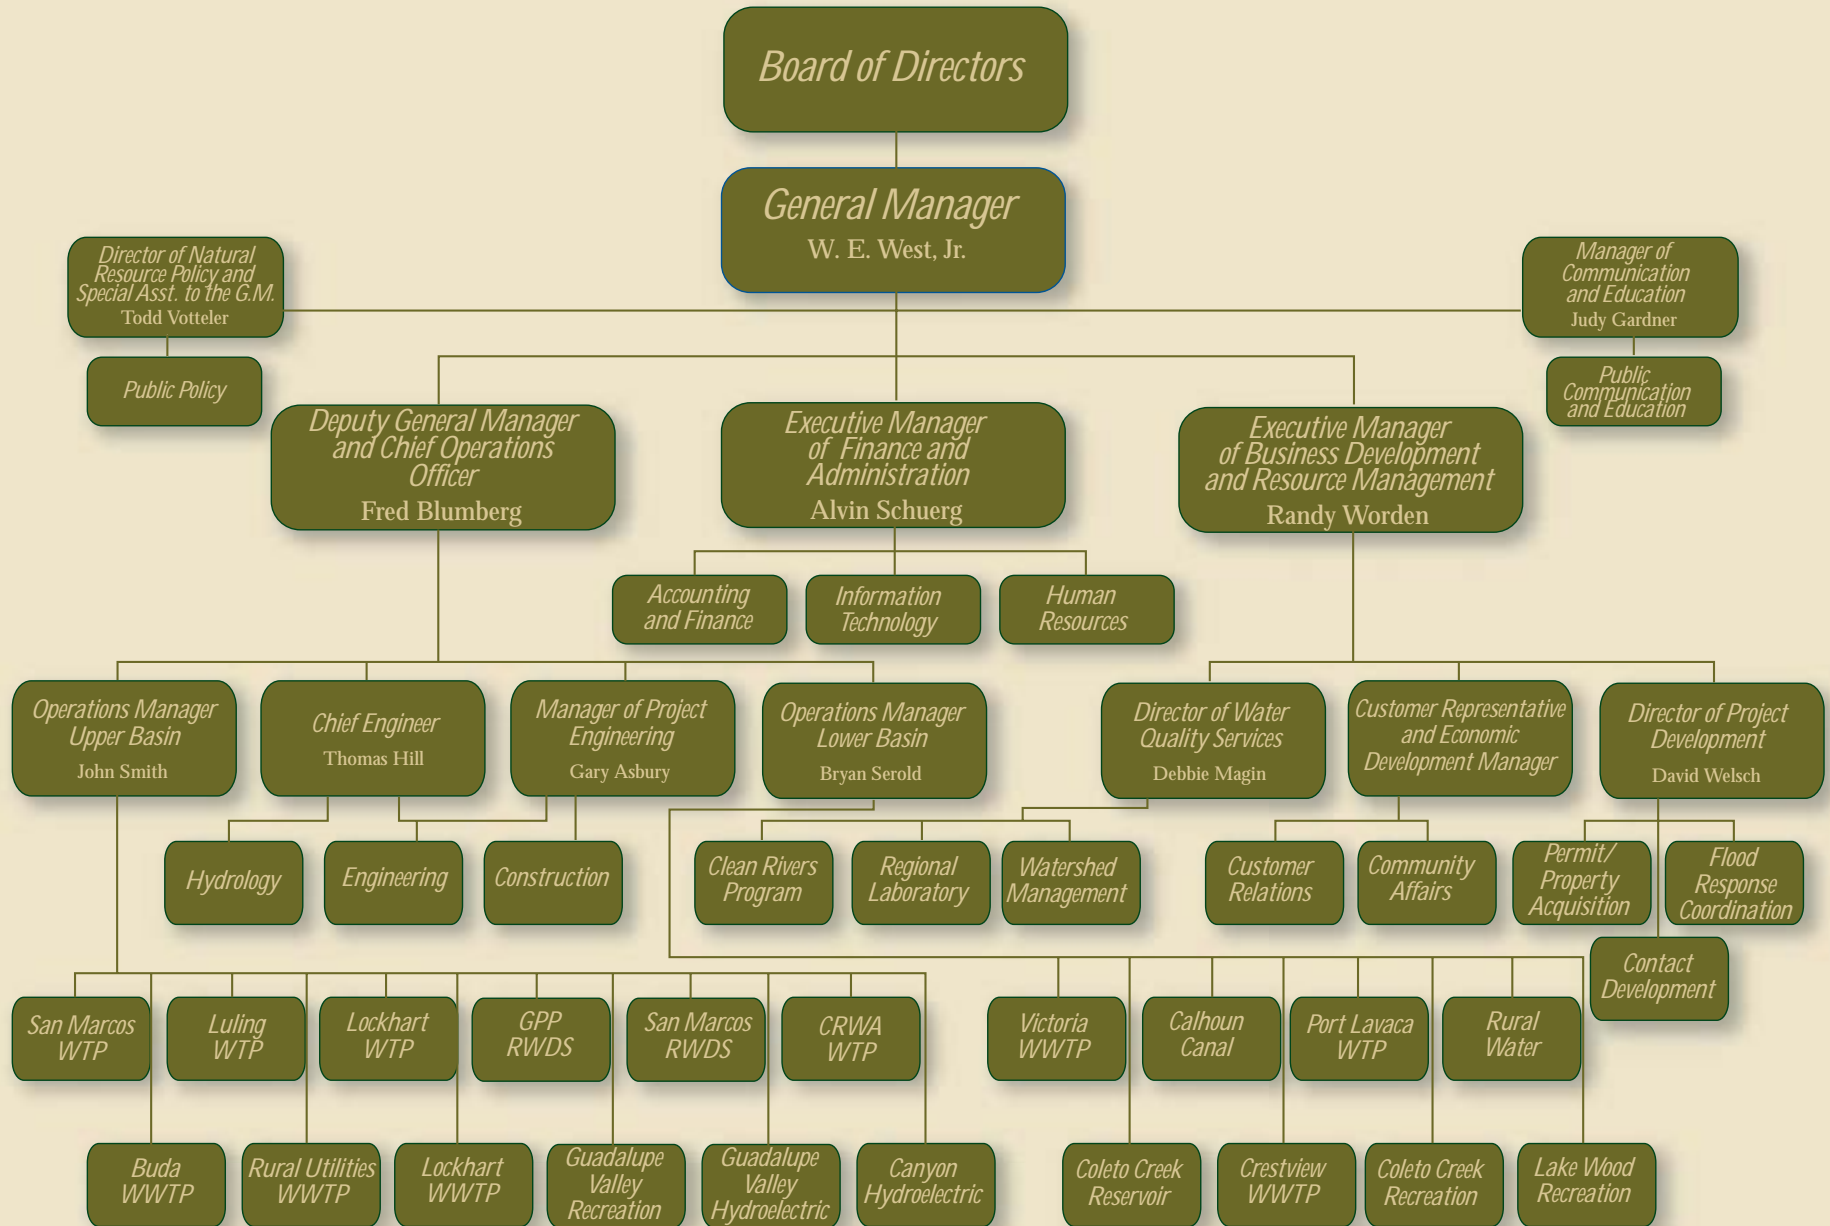 Board of Directors
General Manager
W. E. West, Jr.
Director of Natural
Resource Policy and
Special Asst. to the G.M.
Todd Votteler
Manager of
Communication
and Education
Judy Gardner
Public Policy
Public
Communication
and Education
Deputy General Manager
and Chief Operations
Officer
Fred Blumberg
Executive Manager
of Finance and
Administration
Alvin Schuerg
Executive Manager
of Business Development
and Resource Management
Randy Worden
Accounting
and Finance
Information
Technology
Human
Resources
Operations Manager
Upper Basin
John Smith
Chief Engineer
Thomas Hill
Manager of Project
Engineering
Gary Asbury
Operations Manager
Lower Basin
Bryan Serold
Director of Water
Quality Services
Debbie Magin
Customer Representative
and Economic
Development Manager
Director of Project
Development
David Welsch
Hydrology
Engineering
Construction
Clean Rivers
Program
Regional
Laboratory
Watershed
Management
Customer
Relations
Community
Affairs
Permit/
Property
Acquisition
Flood
Response
Coordination
Contact
Development
San Marcos
WTP
Luling
WTP
Lockhart
WTP
GPP
RWDS
San Marcos
RWDS
CRWA
WTP
Victoria
WWTP
Calhoun
Canal
Port Lavaca
WTP
Rural
Water
Buda
WWTP
Rural Utilities
WWTP
Lockhart
WWTP
Guadalupe
Valley
Recreation
Guadalupe
Valley
Hydroelectric
Canyon
Hydroelectric
Coleto Creek
Reservoir
Crestview
WWTP
Coleto Creek
Recreation
Lake Wood
Recreation